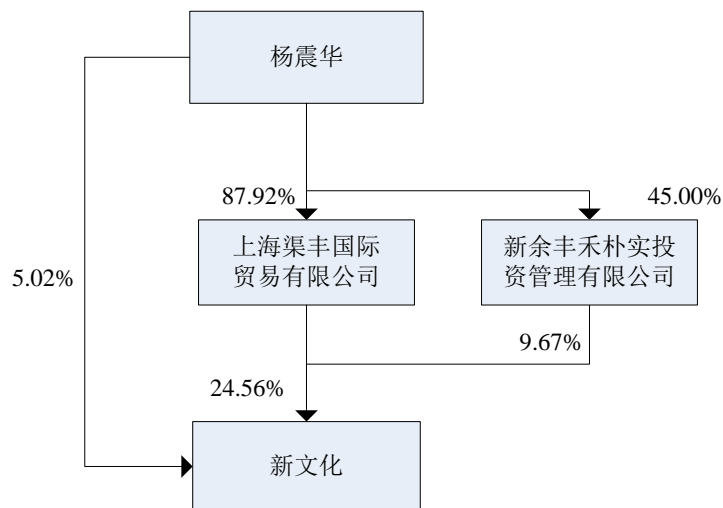 杨震华
87.92%
45.00%
上海渠丰国际
贸易有限公司
新余丰禾朴实投
资管理有限公司
5.02%
9.67%
24.56%
新文化